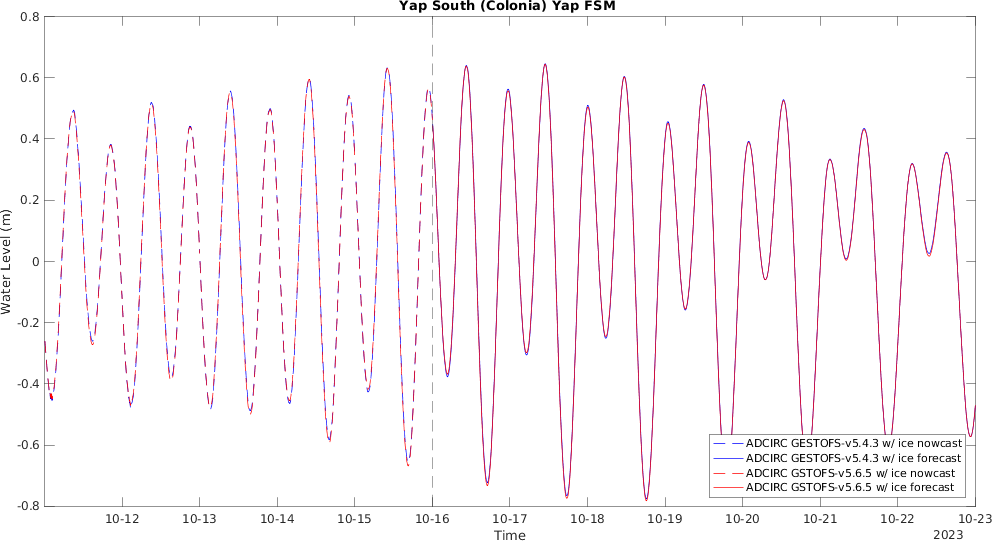 Yap South (Colonia) Yap FSM
0.8
0.6
0.4
0.2
0
-0.2
-0.4
-0.6
-0.8
Water Level (m)
ADCIRC GESTOFS-v5.4.3 w/ ice nowcast
ADCIRC GESTOFS-v5.4.3 w/ ice forecast
ADCIRC GSTOFS-v5.6.5 w/ ice nowcast
ADCIRC GSTOFS-v5.6.5 w/ ice forecast
10-12 10-13 10-14 10-15 10-16 10-17 10-18 10-19 10-20 10-21 10-22 10-23
Time
2023